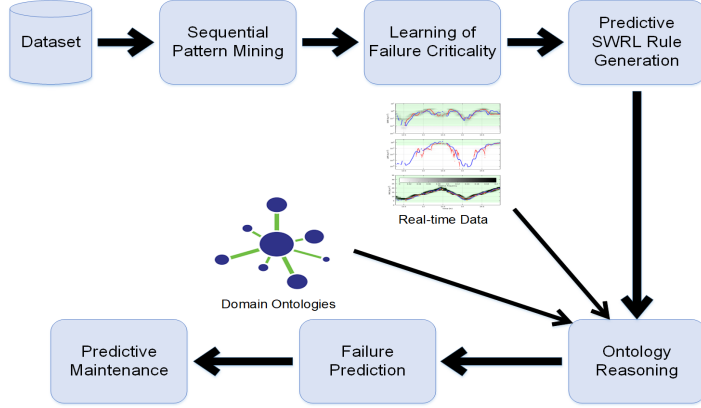 Dataset
Sequential
Pattern Mining
Learning of
Failure Criticality
Predictive
SWRL Rule
Generation
Real-time Data
Domain Ontologies
Predictive
Maintenance
Failure
Prediction
Ontology
Reasoning